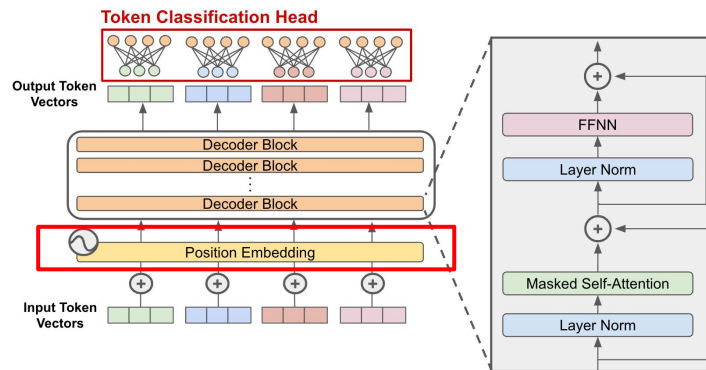 Token Classification Head
Output Token
Vectors
Decoder Block
Decoder Block
Decoder Block
Position Embedding
Input Token
Vectors
FFNN
Layer Norm
Masked Self-Attention
Layer Norm